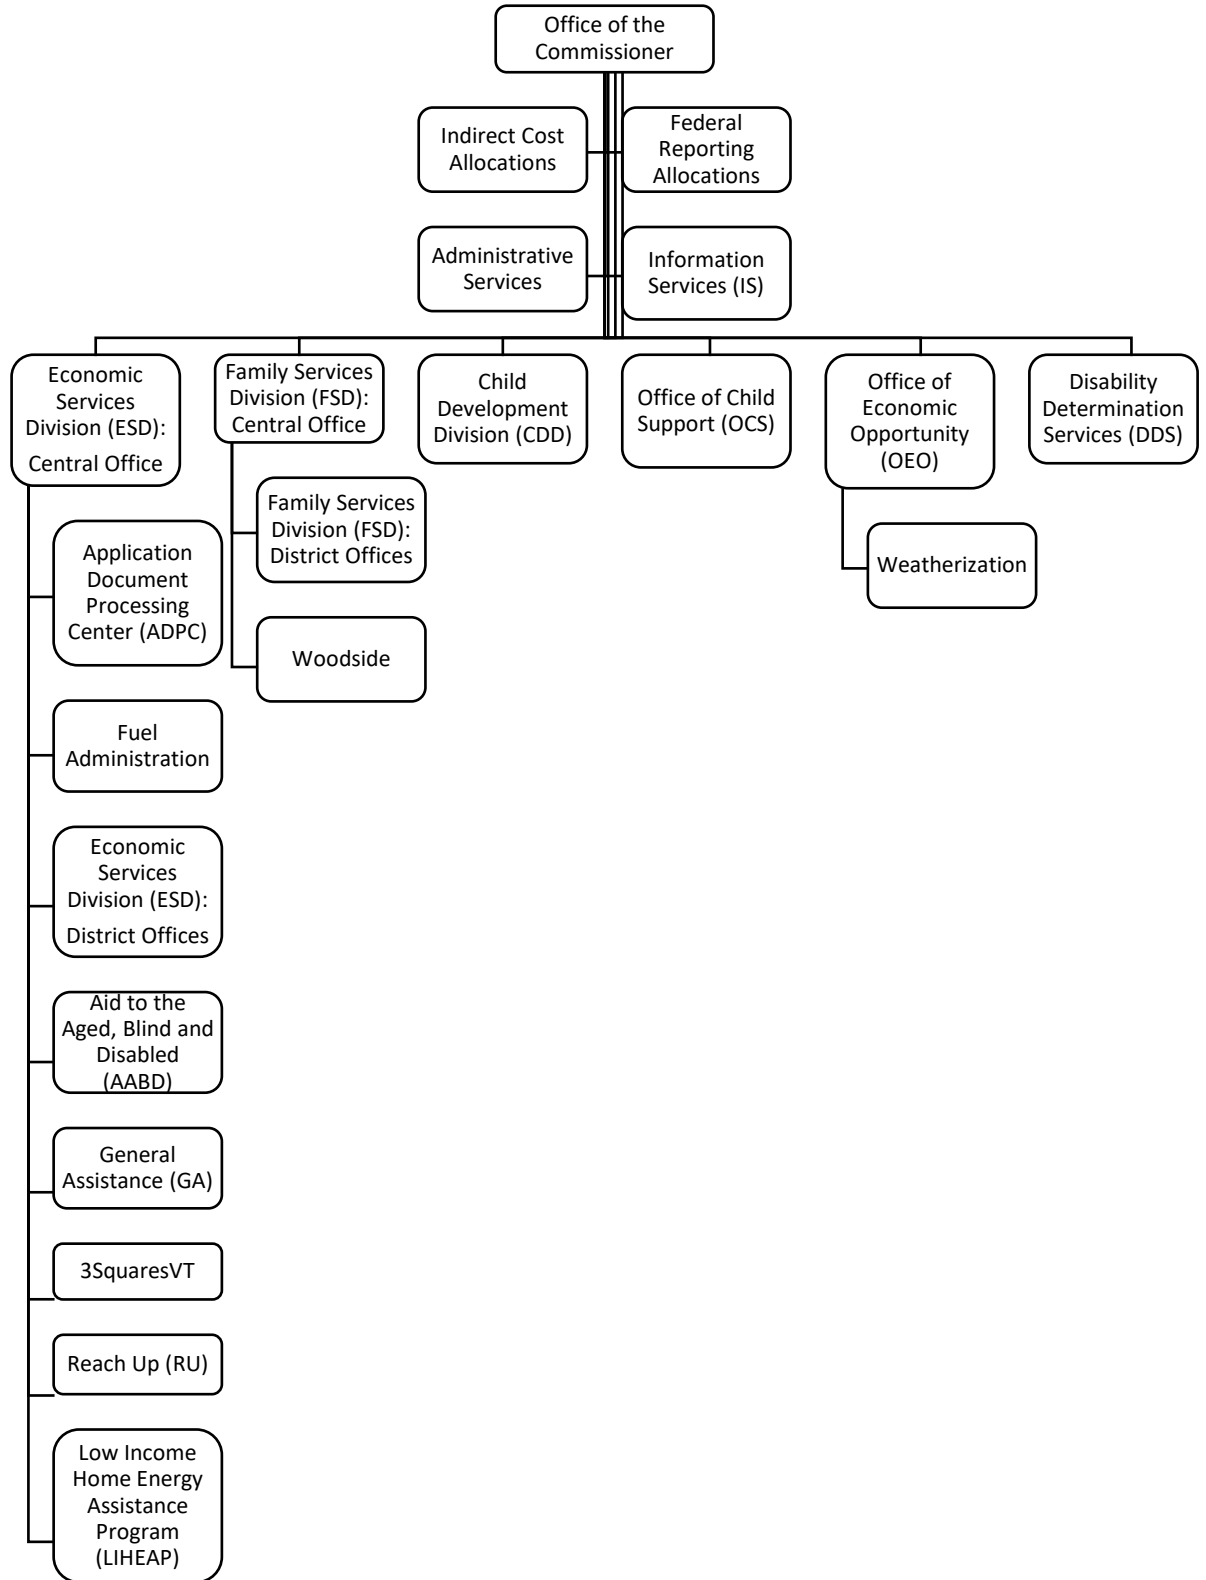 Office of the
Commissioner
Indirect Cost
Allocations
Federal
Reporting
Allocations
Administrative
Services
Information
Services (IS)
Economic
Services
Division (ESD):
Central Office
Family Services
Division (FSD):
Central Office
Child
Development
Division (CDD)
Office of Child
Support (OCS)
Office of
Economic
Opportunity
(OEO)
Disability
Determination
Services (DDS)
Application
Document
Processing
Center (ADPC)
Fuel
Administration
Economic
Services
Division (ESD):
District Offices
Aid to the
Aged, Blind and
Disabled
(AABD)
General
Assistance (GA)
3SquaresVT
Reach Up (RU)
Low Income
Home Energy
Assistance
Program
(LIHEAP)
Family Services
Division (FSD):
District Offices
Woodside
Weatherization